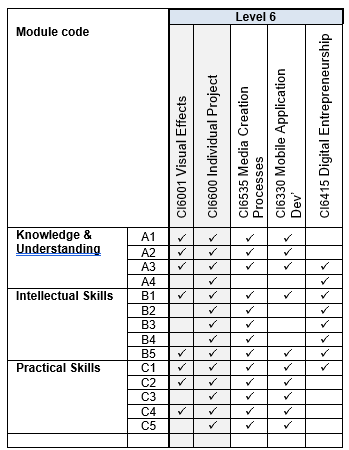 Level 6
Module code
CI6001 Visual Effects
CI6600 Individual Project
CI6535 Media Creation
Processes
CI6330 Mobile Application
Dev’
CI6415 Digital Entrepreneurship
Knowledge &
Understanding
A1 ✓ ✓ ✓ ✓
A2 ✓ ✓ ✓ ✓
A3 ✓ ✓ ✓ ✓ ✓
A4 ✓ ✓
Intellectual Skills
B1 ✓ ✓ ✓ ✓ ✓
B2 ✓ ✓ ✓
B3 ✓ ✓ ✓
B4 ✓ ✓ ✓
B5 ✓ ✓ ✓ ✓ ✓
Practical Skills
C1 ✓ ✓ ✓ ✓ ✓
C2 ✓ ✓ ✓ ✓
C3 ✓ ✓ ✓
C4 ✓ ✓ ✓ ✓
C5 ✓ ✓ ✓